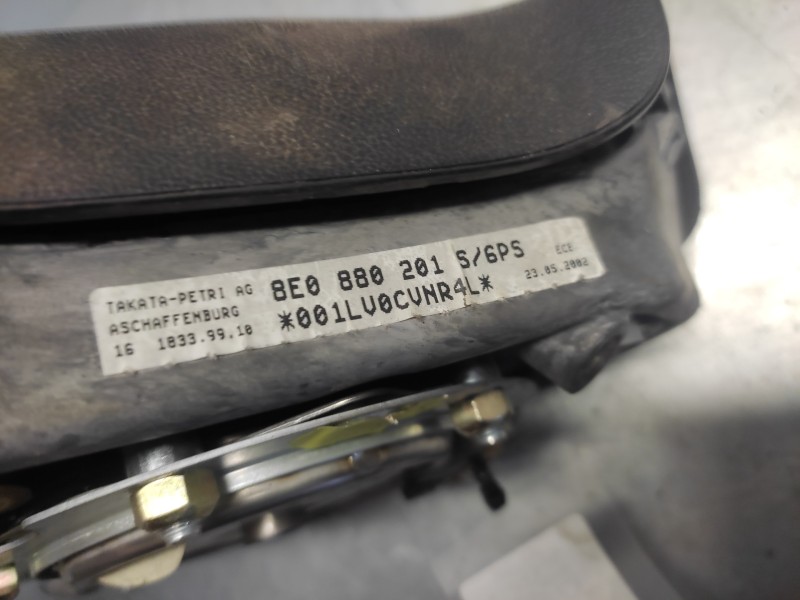 TAKATA-PETRI AG
ASCHAFFENBURG
16 1833.99.10
8E0 880 201 S/6PS
*001LV0CVNR4L*
ECE
23.05.2002